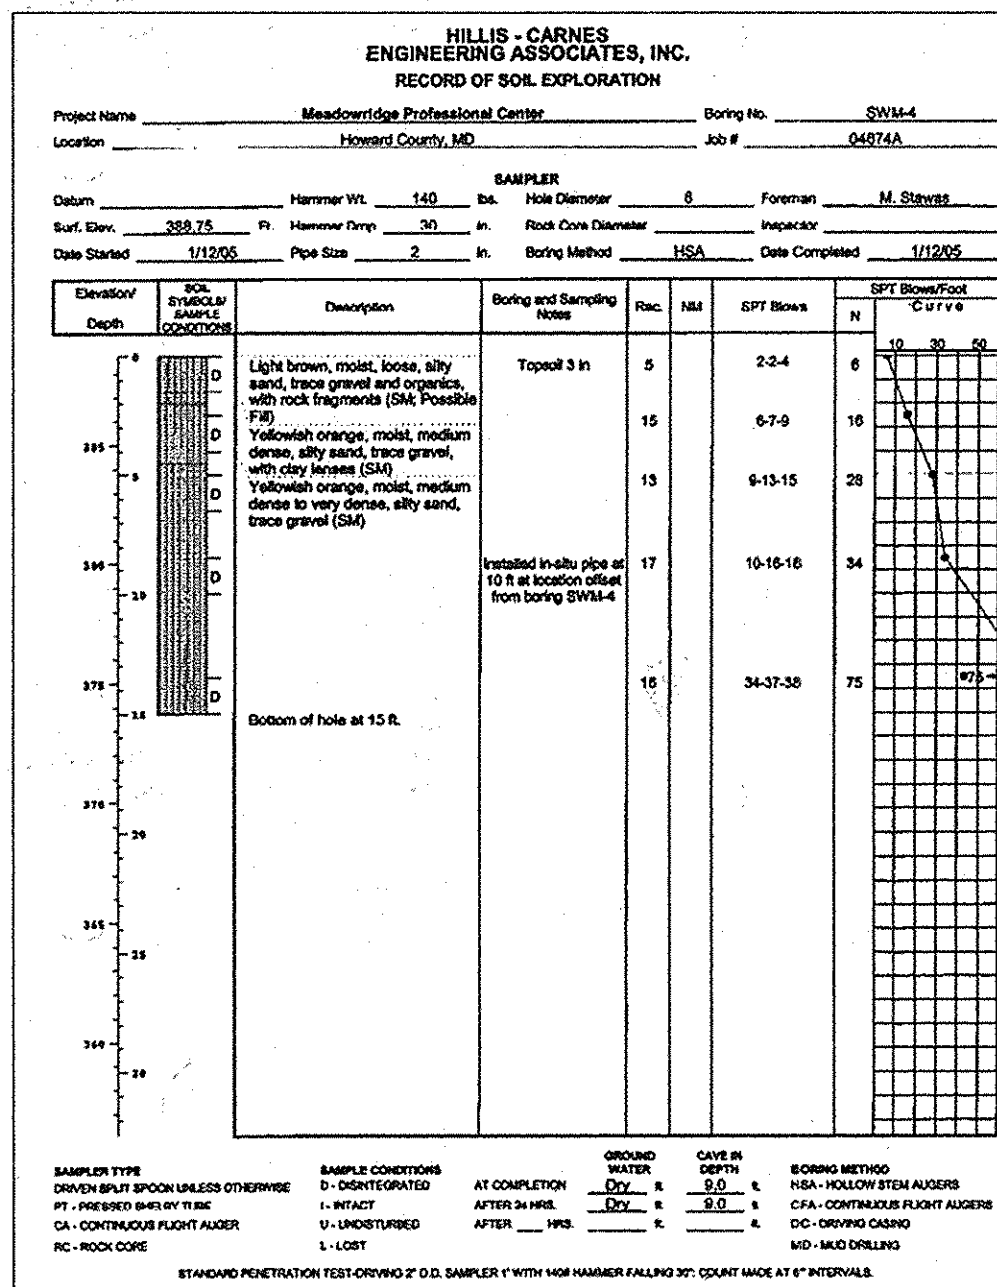 HILLIS - CARNES
ENGINEERING ASSOCIATES, INC.
RECORD OF SOIL EXPLORATION
Project Name Meadowridge Professional Center Boring No. SWM-4
Location Howard County, MD Job # 04674A
SAMPLER
Datum Hammer Wt. 140 lbs. Hole Diameter 6 Foreman M. Stawas
Surf. Elev. 388.75 Ft. Hammer Drop 30 in. Rock Core Diameter Inspector
Date Started 1/12/05 Pipe Size 2 in. Boring Method HSA Date Completed 1/12/05
Elevation/ Depth SOIL SYMBOLS/ SAMPLE CONDITIONS Description Boring and Sampling Notes Rec. NM SPT Blows N SPT Blows/Foot Curve
10 30 50
0 D Light brown, moist, loose, silty Topsoil 3 in 5 2-2-4 6
sand, trace gravel and organics,
with rock fragments (SM; Possible
Fill) 15 6-7-9 16
385 D Yellowish orange, moist, medium
dense, silty sand, trace gravel,
with clay lenses (SM)
5 D Yellowish orange, moist, medium 13 9-13-15 28
dense to very dense, silty sand,
trace gravel (SM)
D Installed in-situ pipe at 17 10-16-18 34
10 10 ft at location offset
from boring SWM-4
375 D 16 34-37-38 75 75
15 Bottom of hole at 15 ft.
370
20
365
25
360
30
SAMPLER TYPE SAMPLE CONDITIONS GROUND WATER CAVE IN DEPTH BORING METHOD
DRIVEN SPLIT SPOON UNLESS OTHERWISE D - DISINTEGRATED AT COMPLETION Dry ft. 9.0 ft. HSA - HOLLOW STEM AUGERS
PT - PRESSED SHELBY TUBE I - INTACT AFTER 24 HRS. Dry ft. 9.0 ft. CFA - CONTINUOUS FLIGHT AUGERS
CA - CONTINUOUS FLIGHT AUGER U - UNDISTURBED AFTER ___ HRS. ft. ft. DC - DRIVING CASING
RC - ROCK CORE L - LOST MD - MUD DRILLING
STANDARD PENETRATION TEST-DRIVING 2" O.D. SAMPLER 1' WITH 140# HAMMER FALLING 30"; COUNT MADE AT 6" INTERVALS.